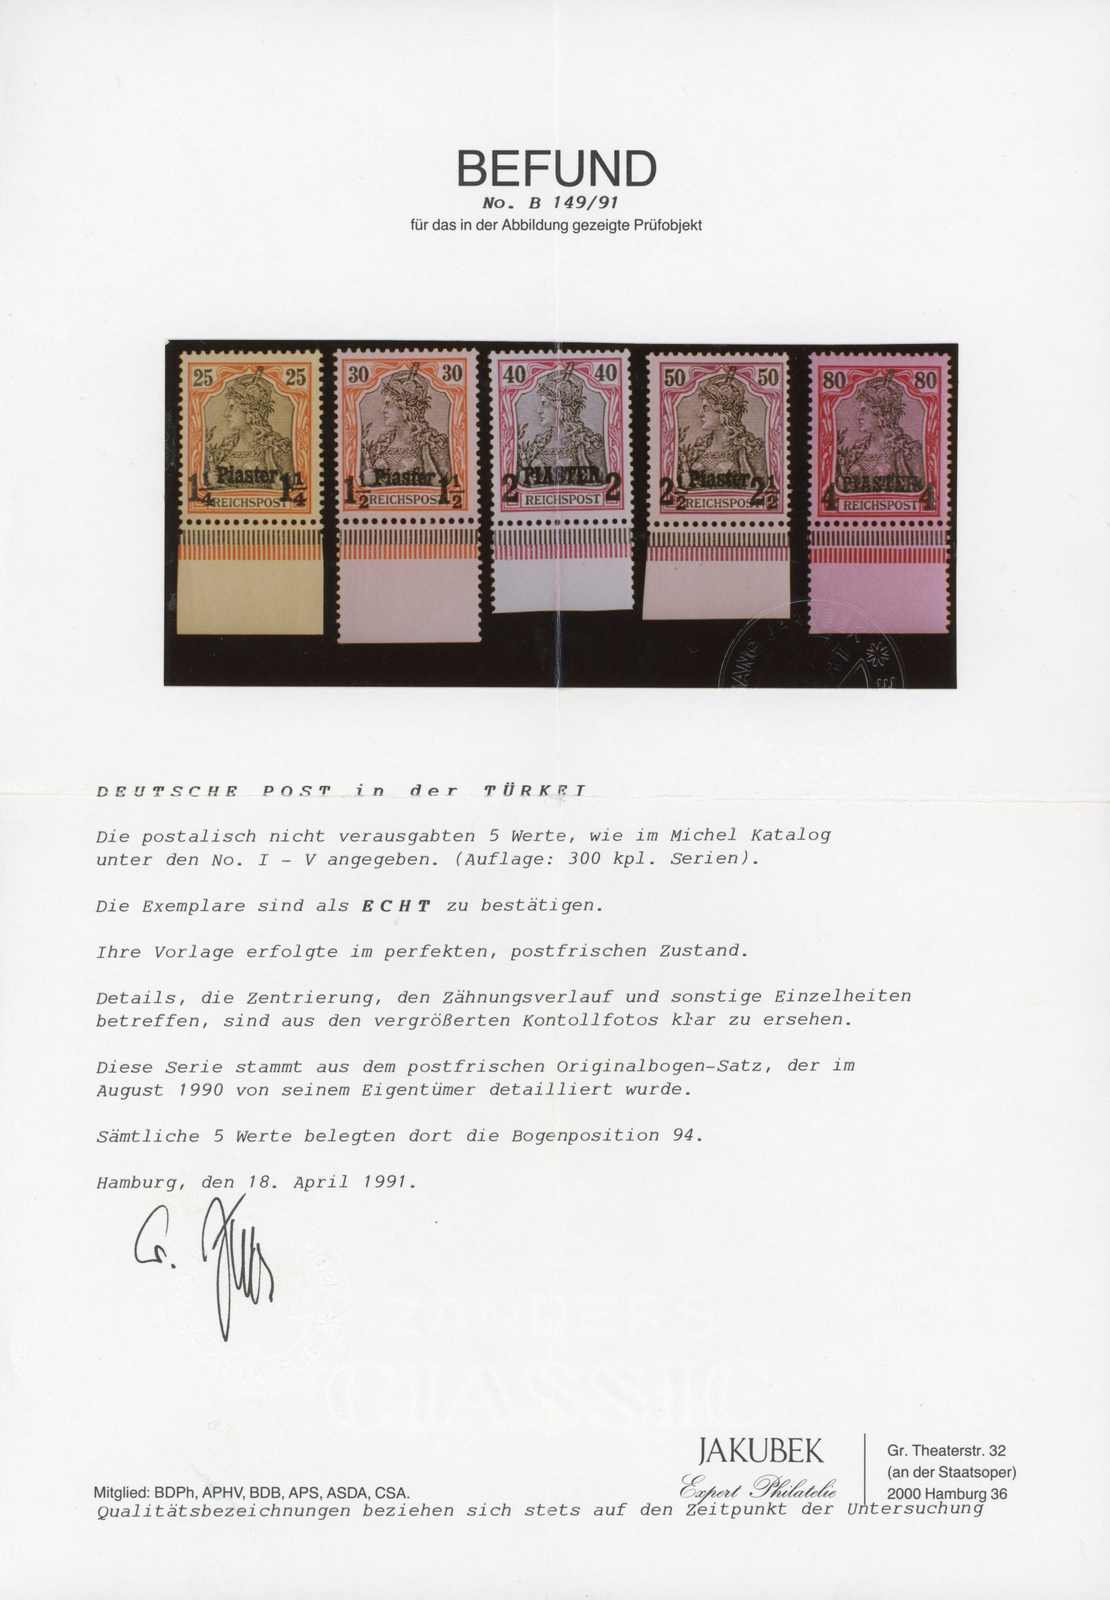 BEFUND
No. B 149/91
für das in der Abbildung gezeigte Prüfobjekt
25 25 30 30 40 40 50 50 80 80
1 1/4 Piaster 1 1/4 1 1/2 Piaster 1 1/2 2 PIASTER 2 2 1/2 Piaster 2 1/2 4 PIASTER 4
REICHSPOST REICHSPOST REICHSPOST REICHSPOST REICHSPOST
DEUTSCHE POST in der TÜRKEI
Die postalisch nicht verausgabten 5 Werte, wie im Michel Katalog
unter den No. I - V angegeben. (Auflage: 300 kpl. Serien).
Die Exemplare sind als ECHT zu bestätigen.
Ihre Vorlage erfolgte im perfekten, postfrischen Zustand.
Details, die Zentrierung, den Zähnungsverlauf und sonstige Einzelheiten
betreffen, sind aus den vergrößerten Kontollfotos klar zu ersehen.
Diese Serie stammt aus dem postfrischen Originalbogen-Satz, der im
August 1990 von seinem Eigentümer detailliert wurde.
Sämtliche 5 Werte belegten dort die Bogenposition 94.
Hamburg, den 18. April 1991.
ZANDERS
CLASSIC
JAKUBEK
Expert Philatelie
Gr. Theaterstr. 32
(an der Staatsoper)
2000 Hamburg 36
Mitglied: BDPh, APHV, BDB, APS, ASDA, CSA.
Qualitätsbezeichnungen beziehen sich stets auf den Zeitpunkt der Untersuchung